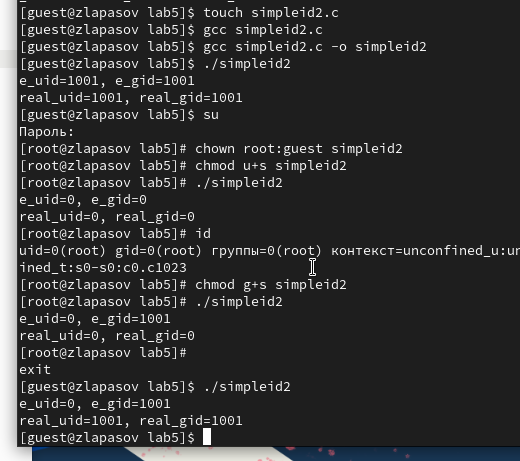 [guest@zlapasov lab5]$ touch simpleid2.c
[guest@zlapasov lab5]$ gcc simpleid2.c
[guest@zlapasov lab5]$ gcc simpleid2.c -o simpleid2
[guest@zlapasov lab5]$ ./simpleid2
e_uid=1001, e_gid=1001
real_uid=1001, real_gid=1001
[guest@zlapasov lab5]$ su
Пароль:
[root@zlapasov lab5]# chown root:guest simpleid2
[root@zlapasov lab5]# chmod u+s simpleid2
[root@zlapasov lab5]# ./simpleid2
e_uid=0, e_gid=0
real_uid=0, real_gid=0
[root@zlapasov lab5]# id
uid=0(root) gid=0(root) группы=0(root) контекст=unconfined_u:un
ined_t:s0-s0:c0.c1023
[root@zlapasov lab5]# chmod g+s simpleid2
[root@zlapasov lab5]# ./simpleid2
e_uid=0, e_gid=1001
real_uid=0, real_gid=0
[root@zlapasov lab5]#
exit
[guest@zlapasov lab5]$ ./simpleid2
e_uid=0, e_gid=1001
real_uid=1001, real_gid=1001
[guest@zlapasov lab5]$